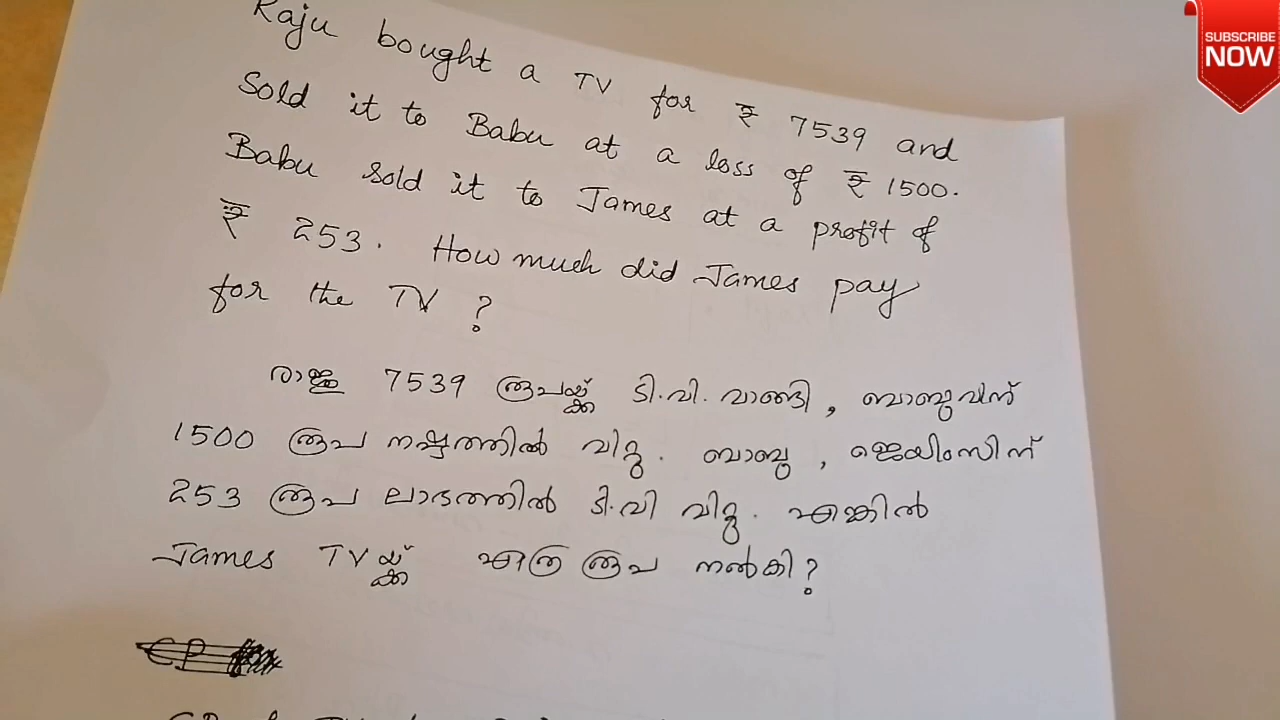 Raju bought a TV for ₹ 7539 and
Sold it to Babu at a loss of ₹ 1500.
Babu sold it to James at a profit of
₹ 253. How much did James pay
for the TV ?
രാജു 7539 രൂപയ്ക്ക് ടി.വി. വാങ്ങി, ബാബുവിന്
1500 രൂപ നഷ്ടത്തിൽ വിറ്റു. ബാബു, ജെയിംസിന്
253 രൂപ ലാഭത്തിൽ ടി.വി വിറ്റു. എങ്കിൽ
James TVയ്ക്ക് എത്ര രൂപ നൽകി?
SUBSCRIBE
NOW